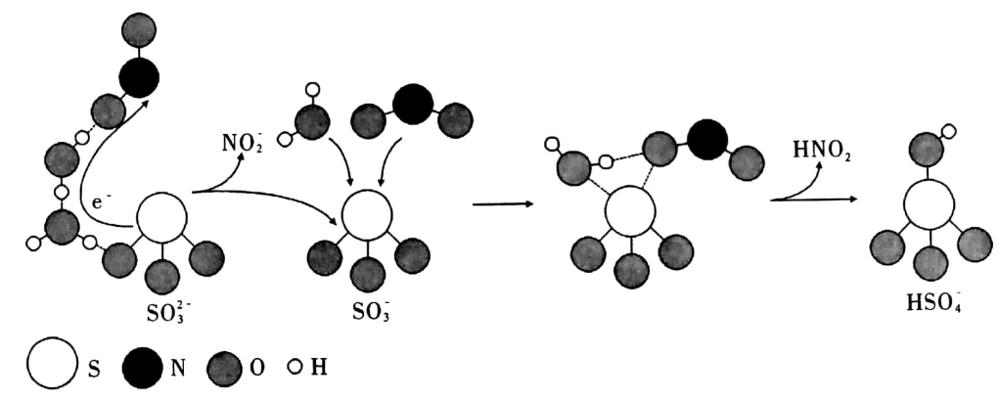 e⁻
NO₂⁻
HNO₂
SO₃²⁻
SO₃⁻
HSO₄⁻
S N O H